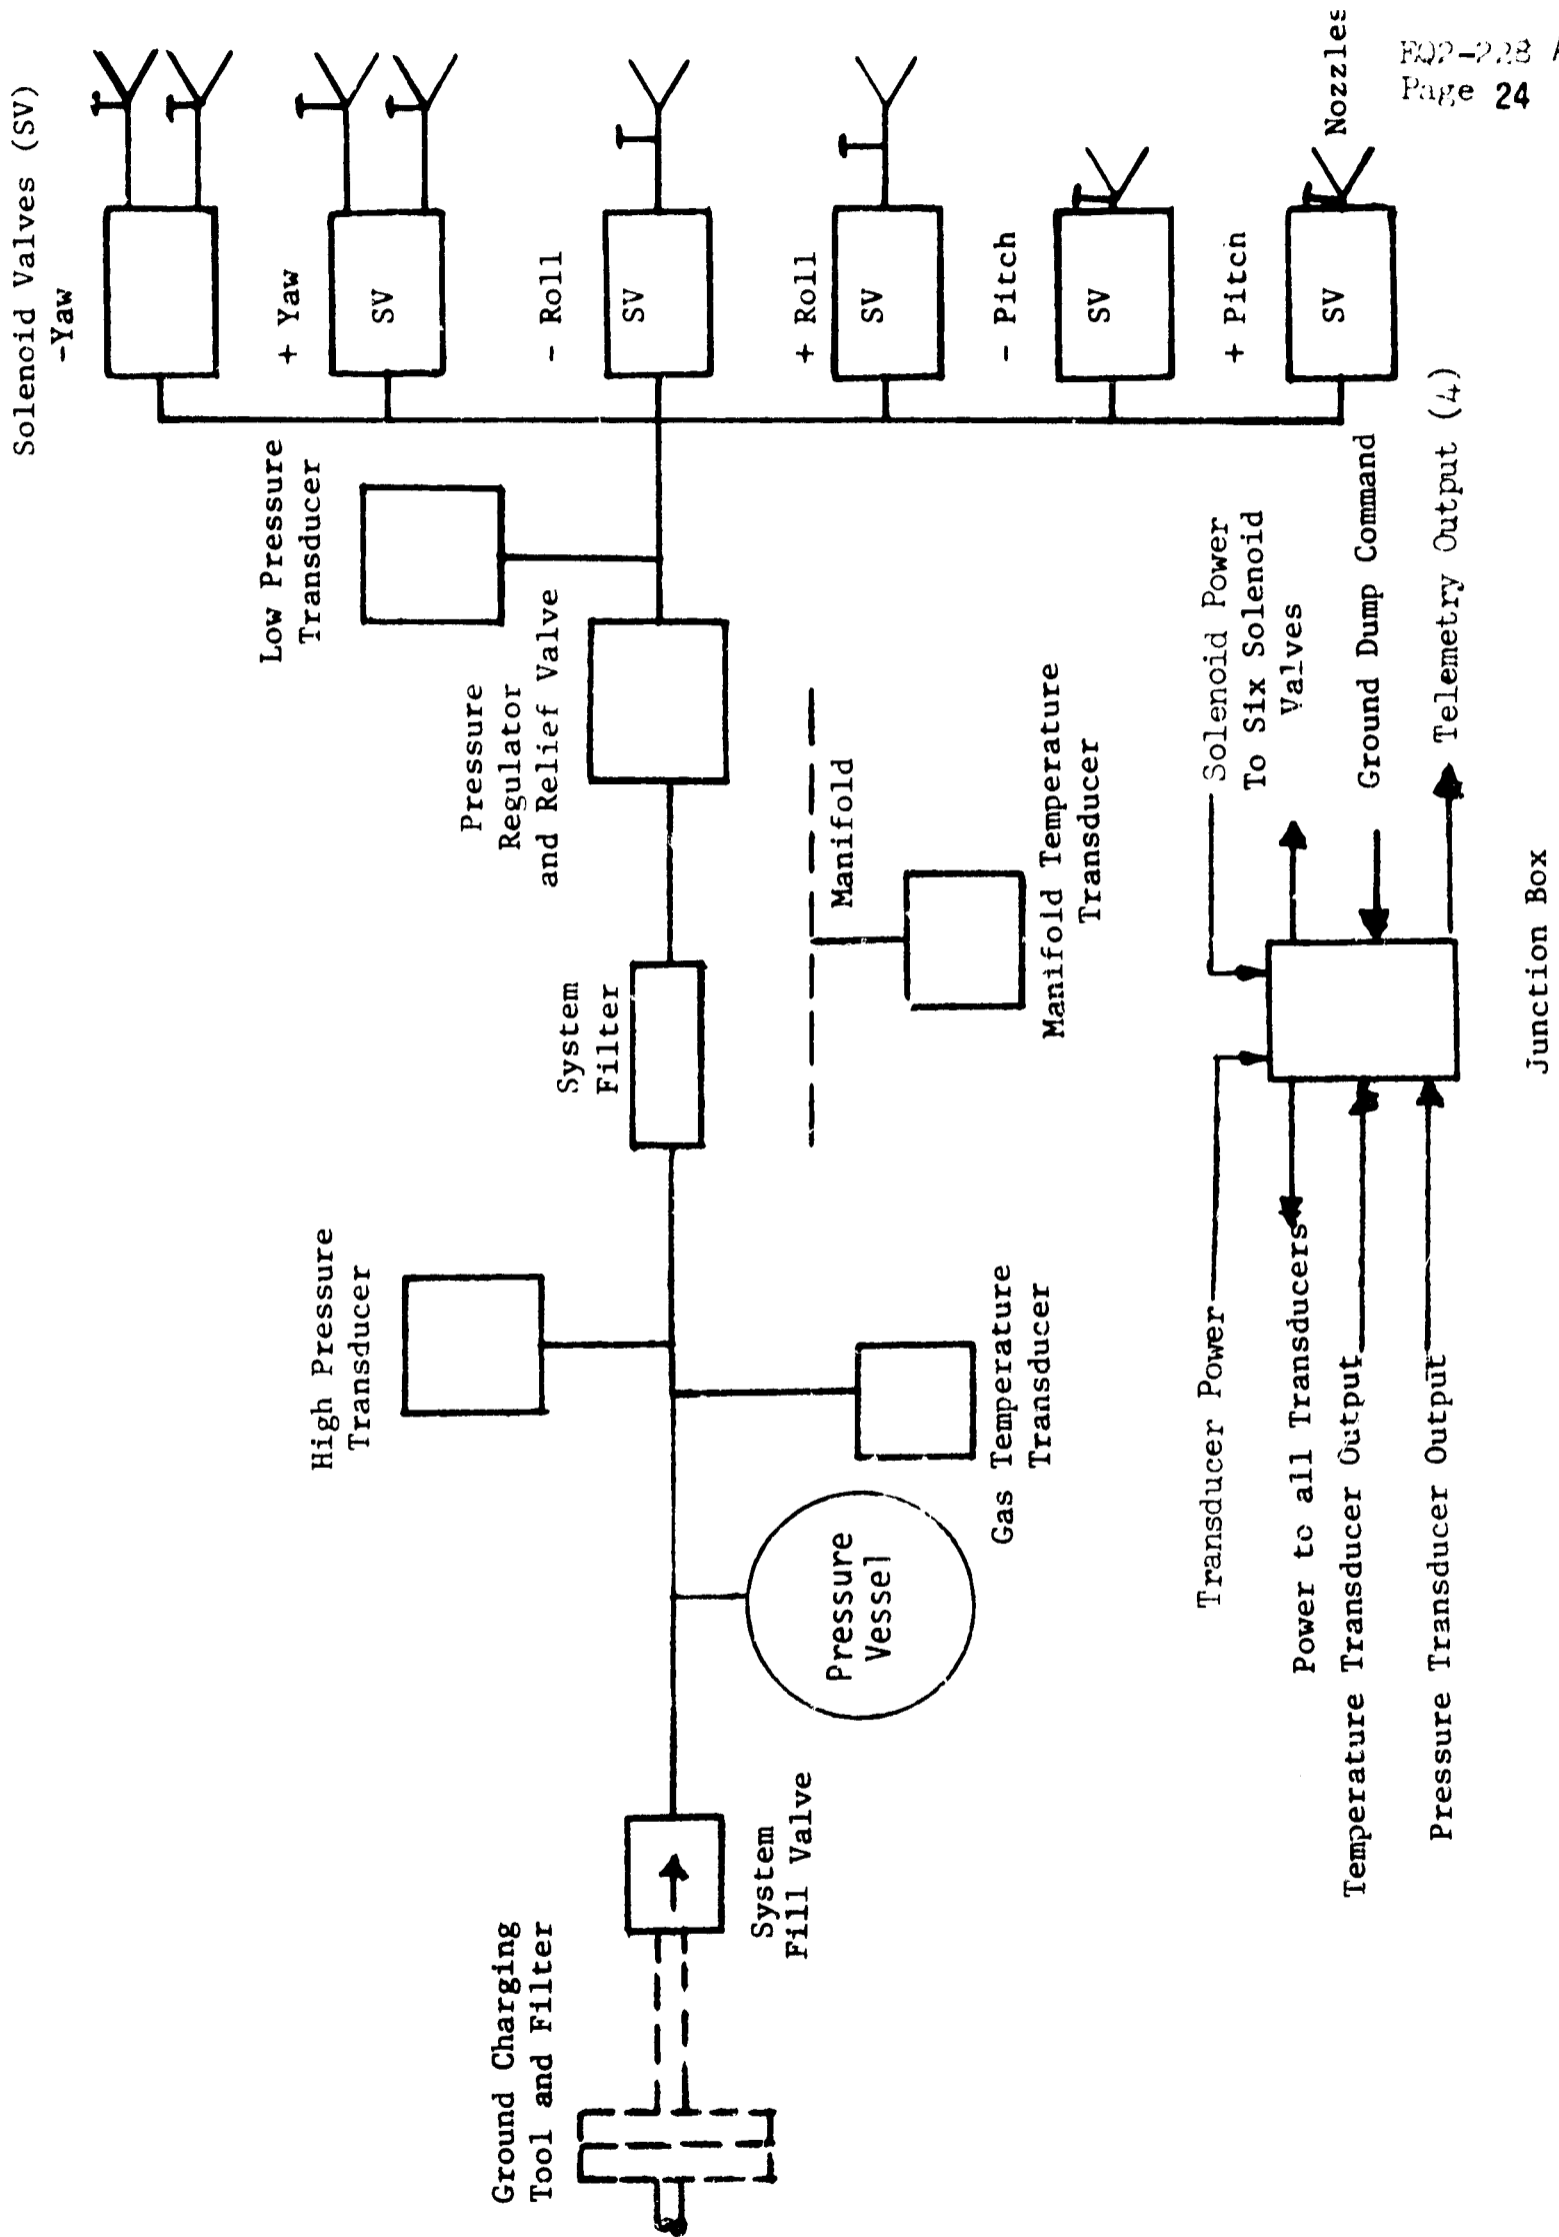 EQ2-228
Page 24
Solenoid Valves (SV)
-Yaw
+ Yaw
SV
- Roll
SV
+ Roll
SV
- Pitch
SV
+ Pitch
SV
Nozzles
Low Pressure
Transducer
Pressure
Regulator
and Relief Valve
System
Filter
Manifold
Manifold Temperature
Transducer
High Pressure
Transducer
Gas Temperature
Transducer
Pressure
Vessel
System
Fill Valve
Ground Charging
Tool and Filter
Transducer Power
Power to all Transducers
Temperature Transducer Output
Pressure Transducer Output
Solenoid Power
To Six Solenoid
Valves
Ground Dump Command
Telemetry Output (4)
Junction Box